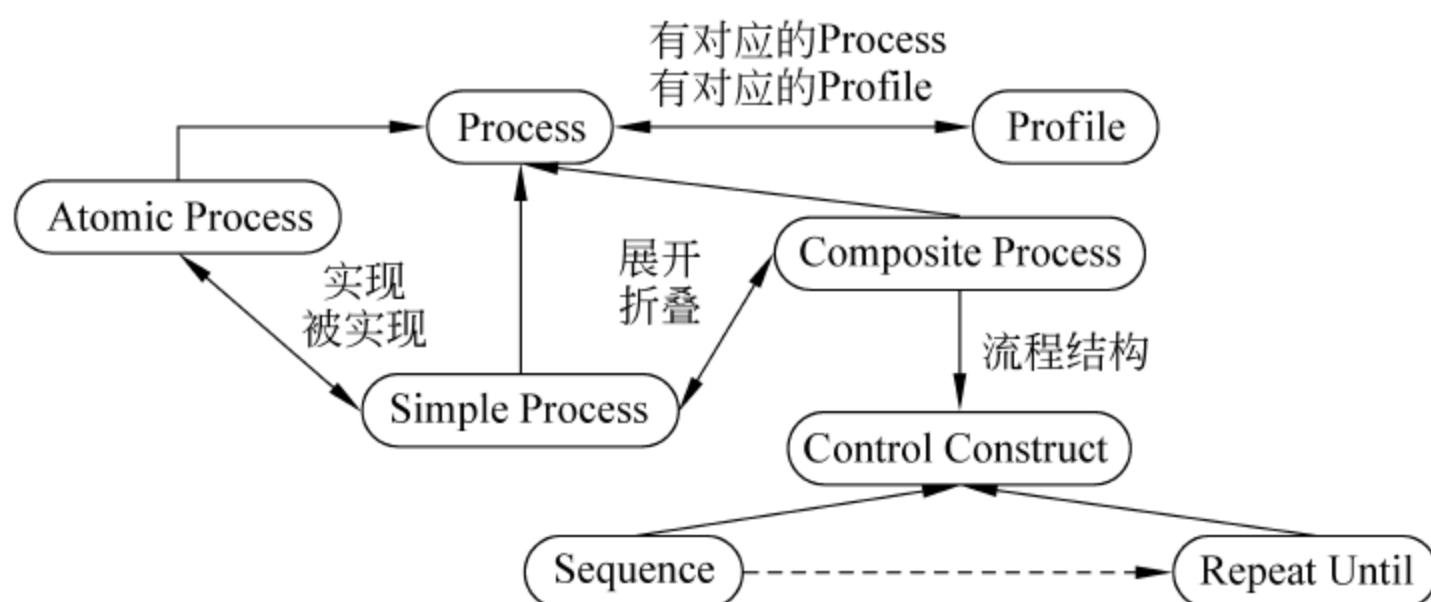 有对应的Process
有对应的Profile
Process
Profile
Atomic Process
展开
折叠
Composite Process
实现
被实现
流程结构
Simple Process
Control Construct
Sequence
Repeat Until